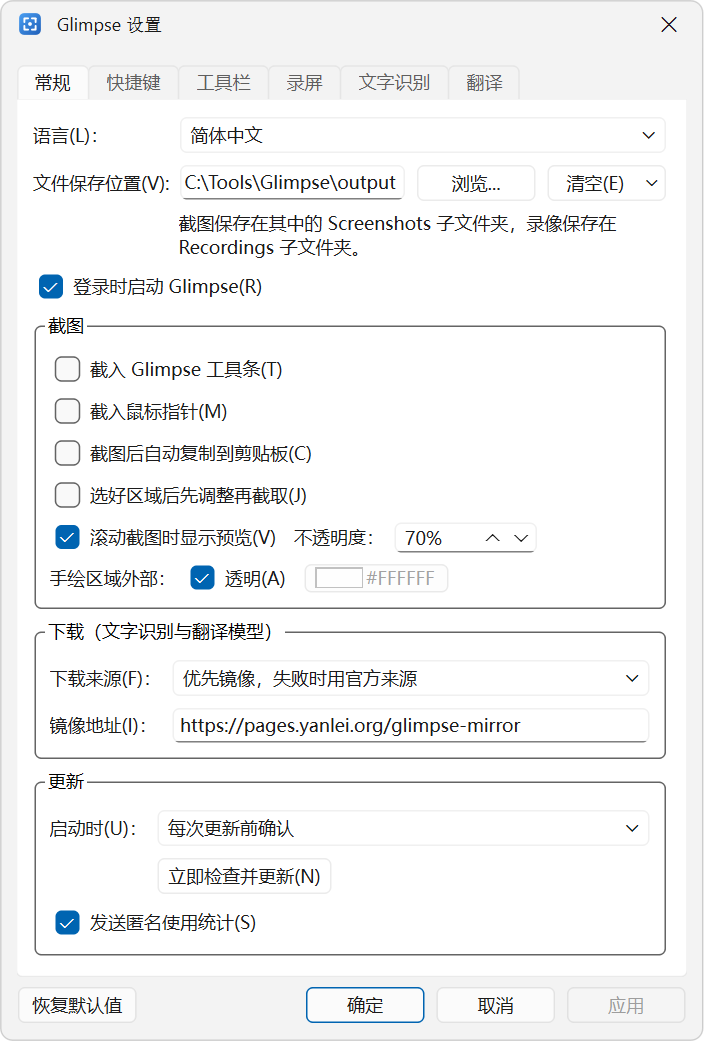 Glimpse 设置
常规 快捷键 工具栏 录屏 文字识别 翻译
语言(L): 简体中文
文件保存位置(V): C:\Tools\Glimpse\output 浏览... 清空(E)
截图保存在其中的 Screenshots 子文件夹，录像保存在
Recordings 子文件夹。
登录时启动 Glimpse(R)
截图
截入 Glimpse 工具条(T)
截入鼠标指针(M)
截图后自动复制到剪贴板(C)
选好区域后先调整再截取(J)
滚动截图时显示预览(V) 不透明度： 70%
手绘区域外部： 透明(A) #FFFFFF
下载（文字识别与翻译模型）
下载来源(F)： 优先镜像，失败时用官方来源
镜像地址(I)： https://pages.yanlei.org/glimpse-mirror
更新
启动时(U)： 每次更新前确认
立即检查并更新(N)
发送匿名使用统计(S)
恢复默认值 确定 取消 应用